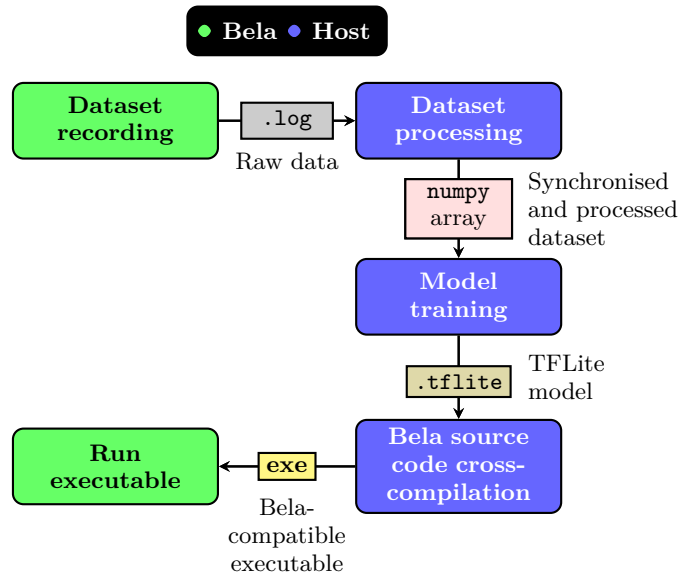 Bela Host
Dataset
recording
.log
Raw data
Dataset
processing
numpy
array
Synchronised
and processed
dataset
Model
training
.tflite
TFLite
model
Bela source
code cross-
compilation
exe
Bela-
compatible
executable
Run
executable